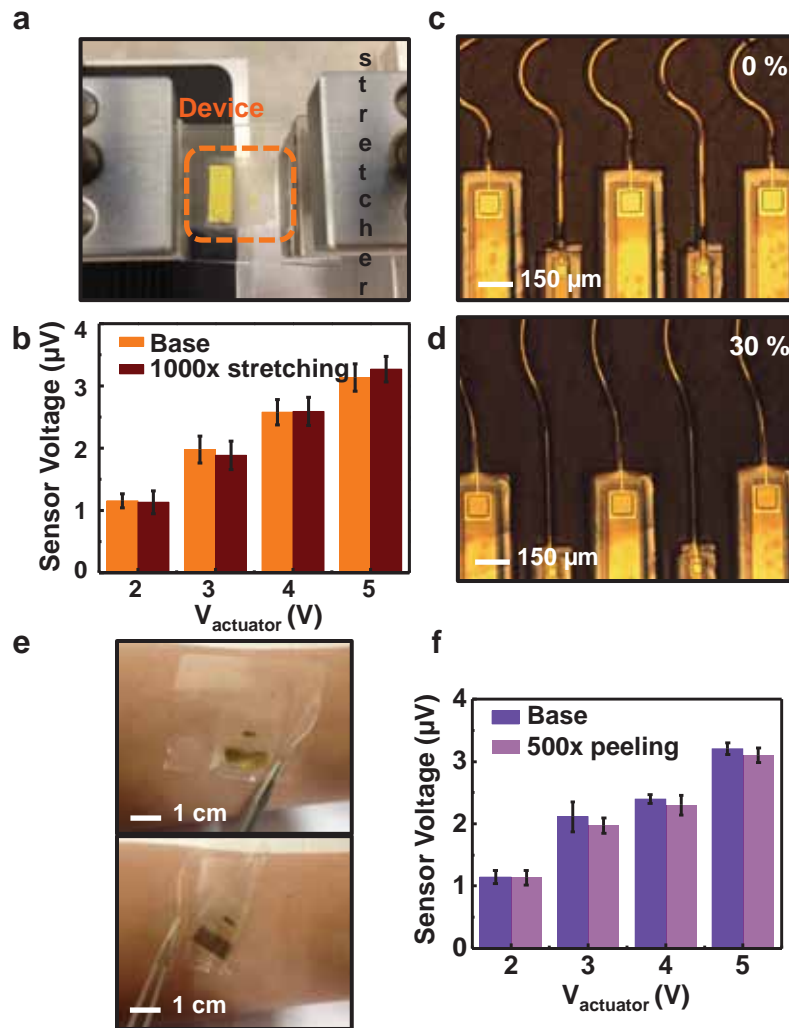 a
Device
stretcher
b
Sensor Voltage (µV)
4
3
2
1
0
Base
1000x stretching
2 3 4 5
Vactuator (V)
c
0 %
150 µm
d
30 %
150 µm
e
1 cm
1 cm
f
Sensor Voltage (µV)
4
3
2
1
0
Base
500x peeling
2 3 4 5
Vactuator (V)